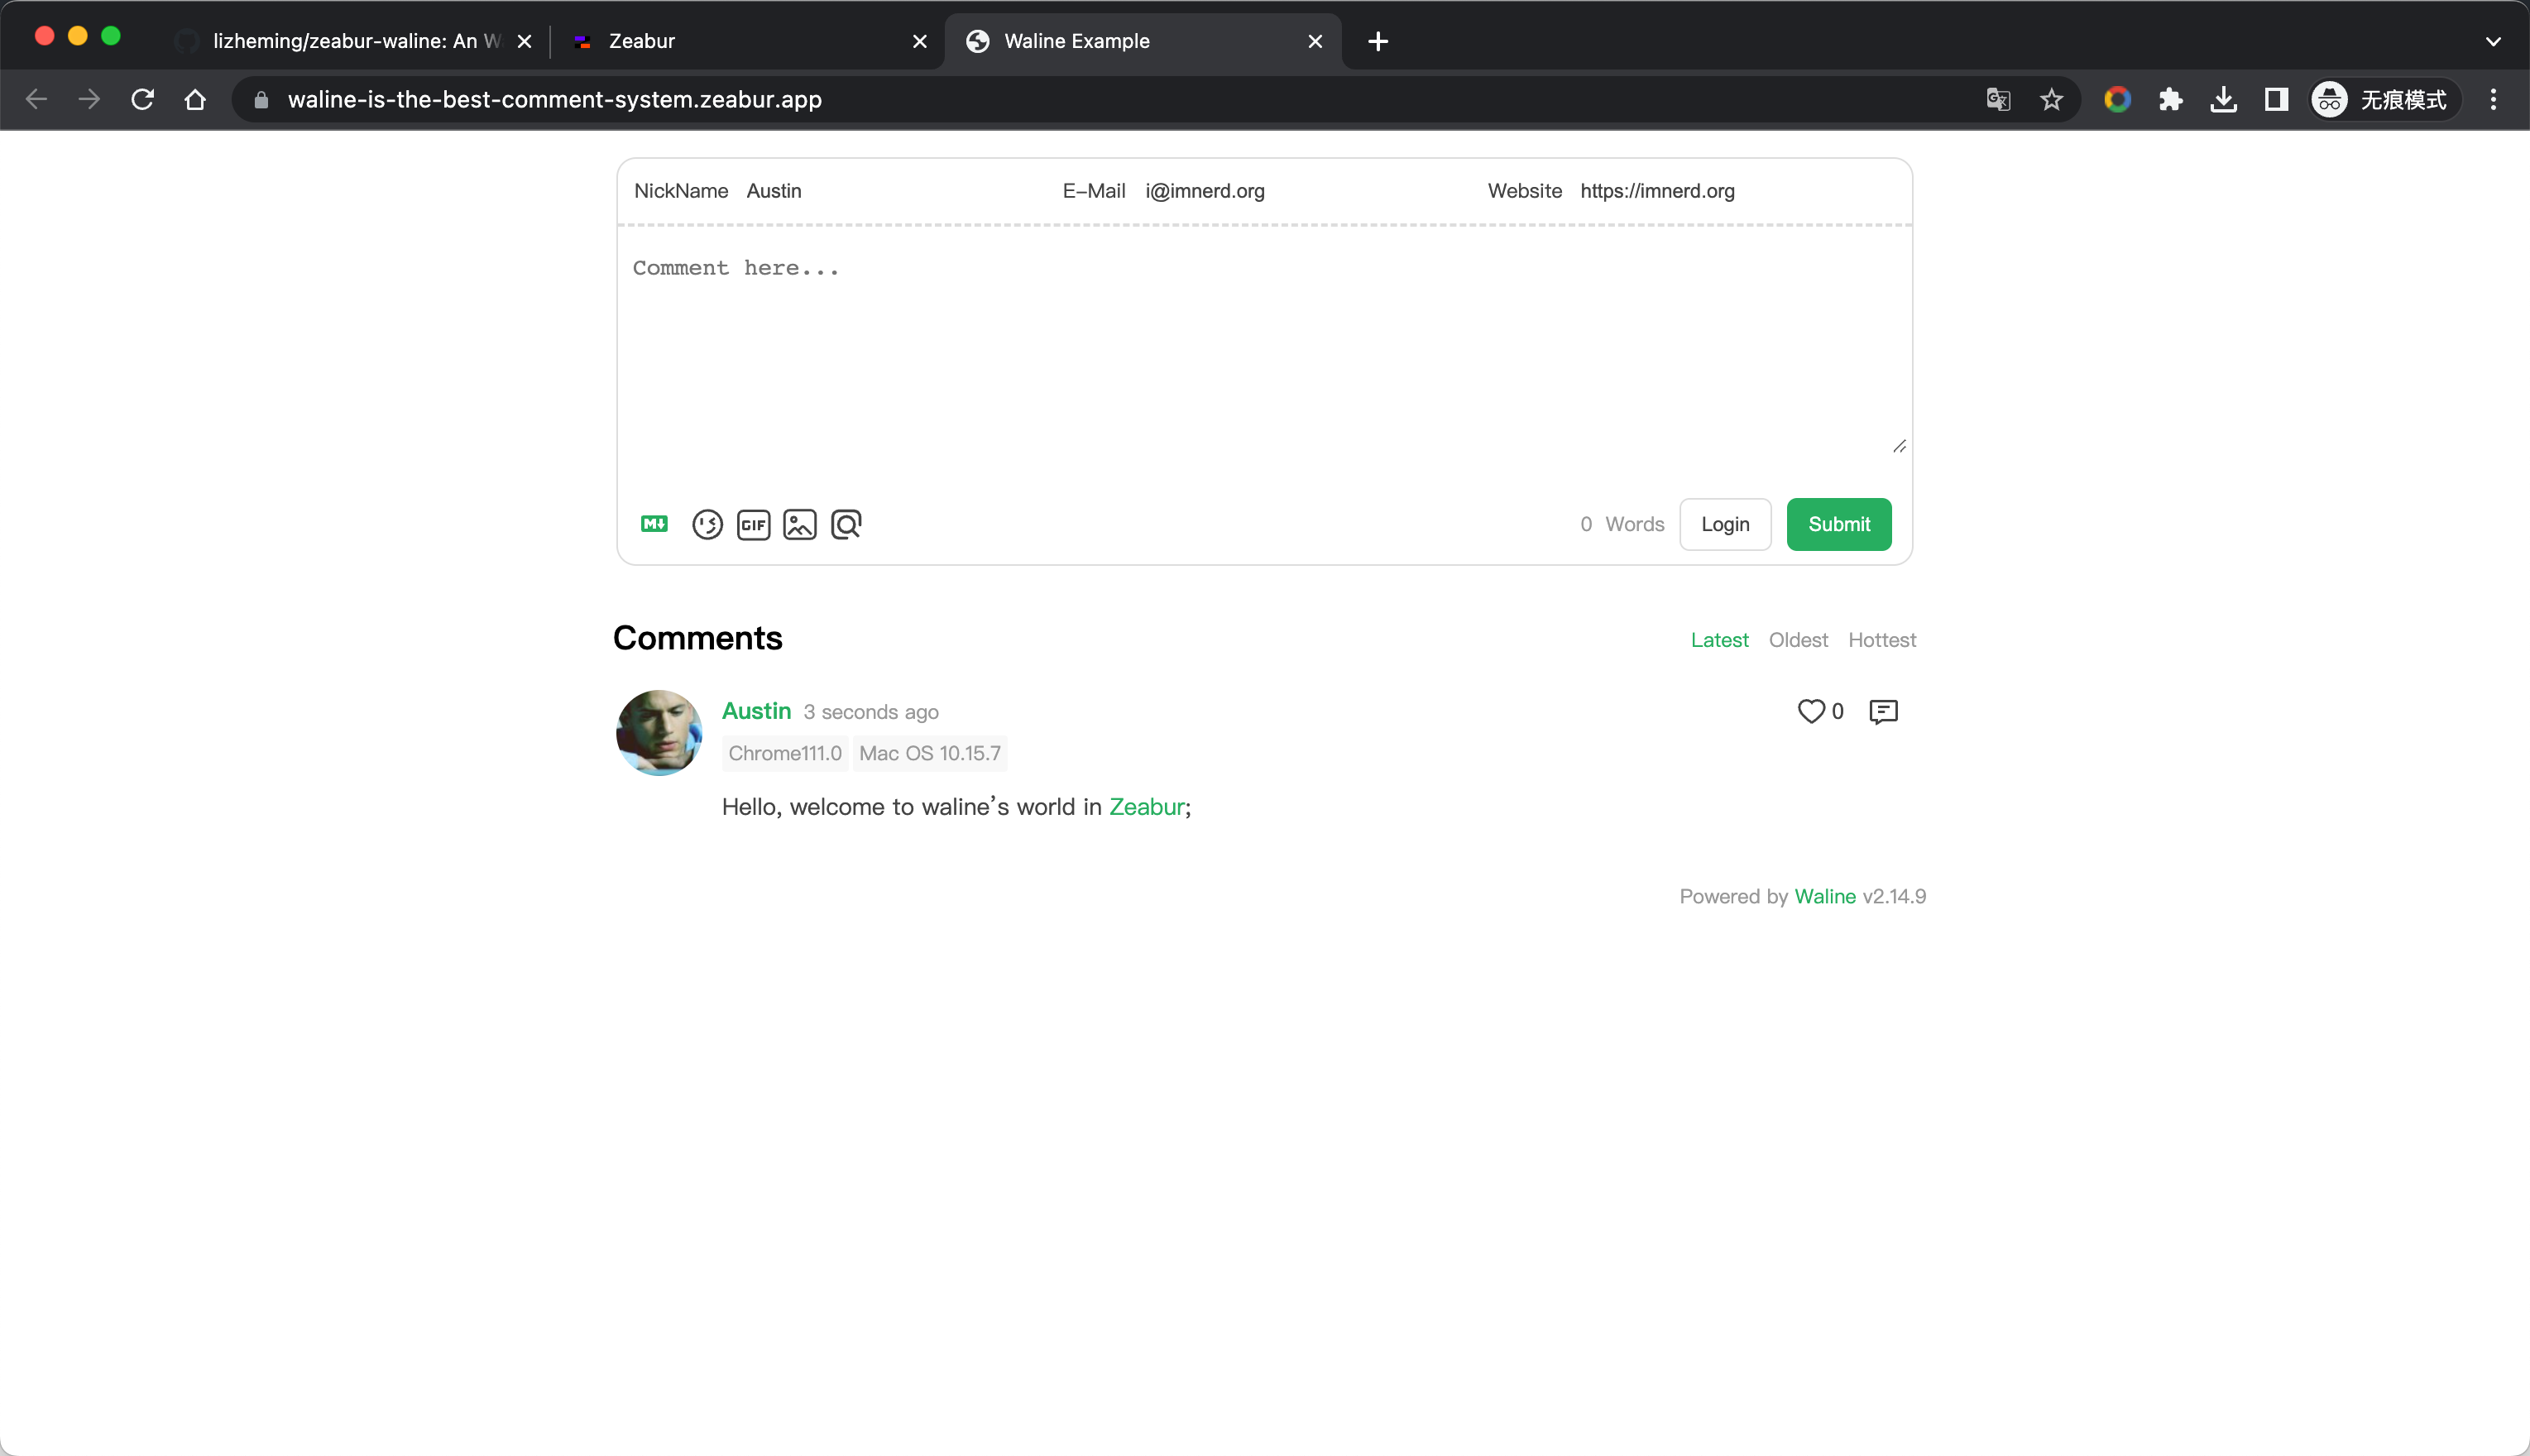 lizheming/zeabur-waline: An W
Zeabur
Waline Example
waline-is-the-best-comment-system.zeabur.app
无痕模式
NickName Austin E-Mail i@imnerd.org Website https://imnerd.org
Comment here...
M GIF 0 Words Login Submit
Comments Latest Oldest Hottest
Austin 3 seconds ago 0
Chrome111.0 Mac OS 10.15.7
Hello, welcome to waline’s world in Zeabur;
Powered by Waline v2.14.9